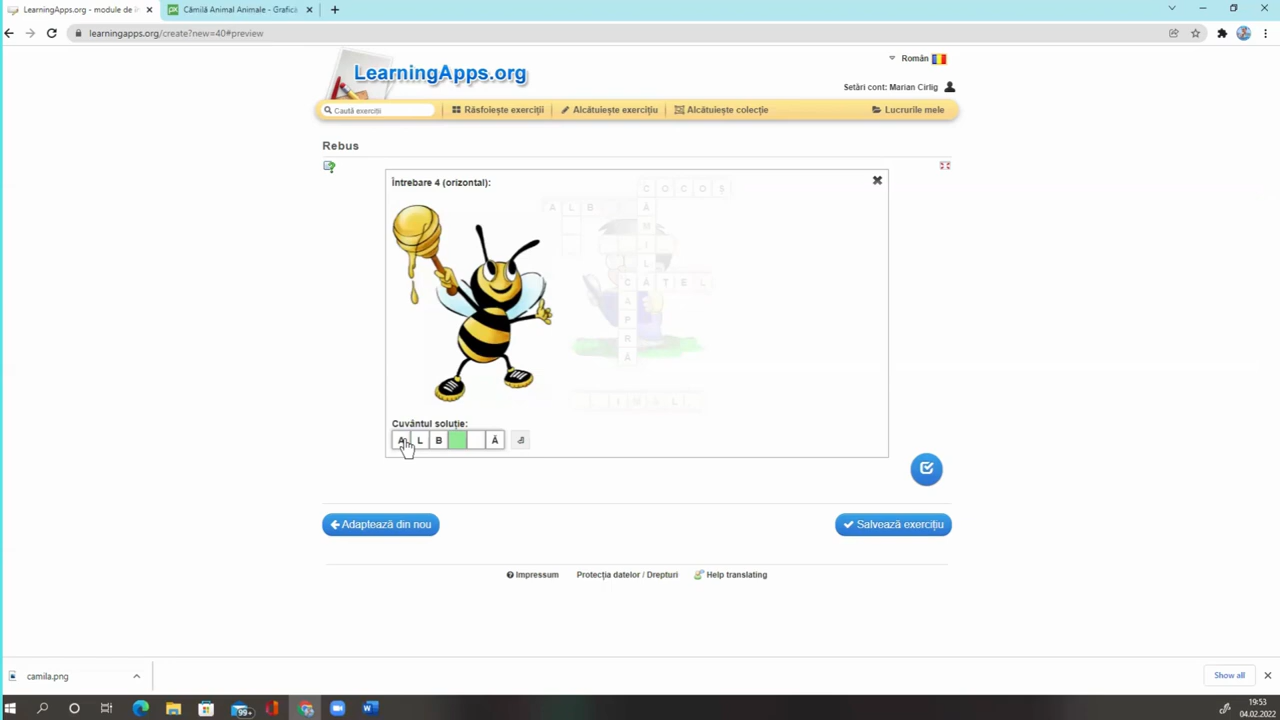 LearningApps.org - module de î
Cămilă Animal Animale - Grafică
learningapps.org/create?new=40#preview
LearningApps.org
Român
Setări cont: Marian Cirlig
Caută exerciții
Răsfoiește exerciții
Alcătuiește exercițiu
Alcătuiește colecție
Lucrurile mele
Rebus
Întrebare 4 (orizontal):
C O C O S
A L B
A
M
I
L
C A T E L
A
P
R
A
Cuvântul soluție:
A L B Ă
Adaptează din nou
Salvează exercițiu
Impressum
Protecția datelor / Drepturi
Help translating
camila.png
Show all
99+
19:53
04.02.2022